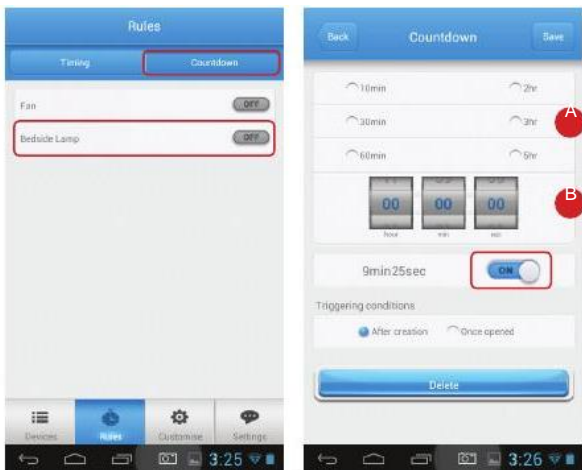 Rules
Timing Countdown
Fan OFF
Bedside Lamp OFF
Devices Rules Customise Settings
3:25
Back Countdown Save
10min 2hr
30min 3hr A
60min 5hr
00 00 00 B
hour min sec
9min25sec ON
Triggering conditions
After creation Once opened
Delete
3:26